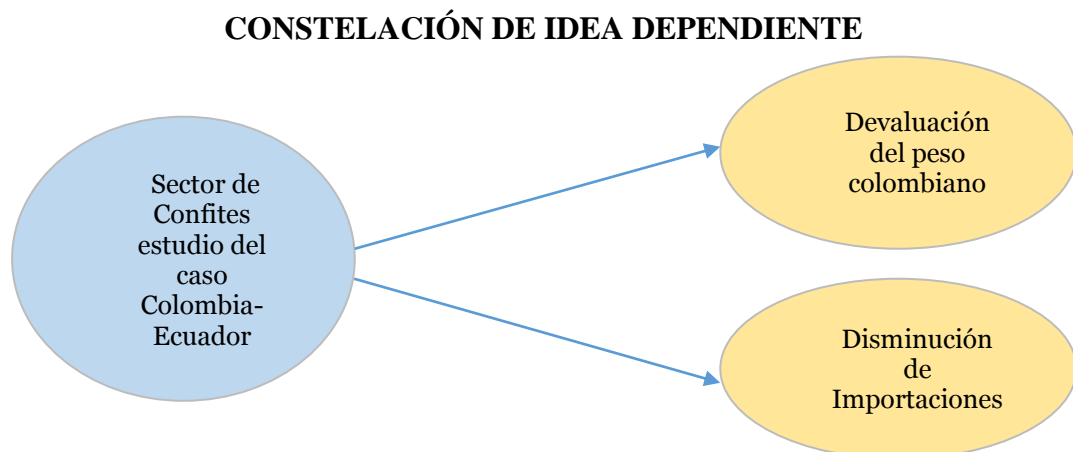 CONSTELACIÓN DE IDEA DEPENDIENTE
Sector de
Confites
estudio del
caso
Colombia-
Ecuador
Devaluación
del peso
colombiano
Disminución
de
Importaciones